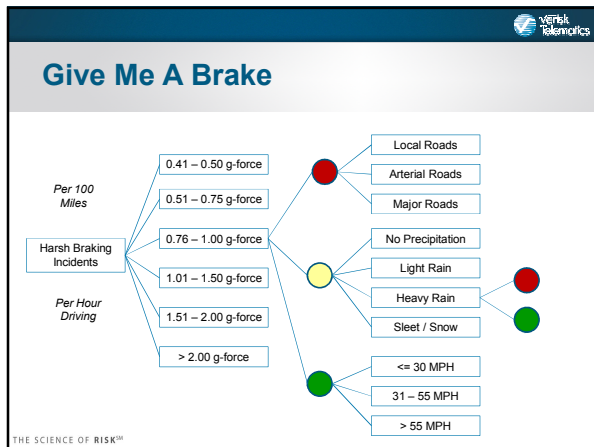 Verisk
Telematics
Give Me A Brake
Per 100
Miles
Harsh Braking
Incidents
Per Hour
Driving
0.41 – 0.50 g-force
0.51 – 0.75 g-force
0.76 – 1.00 g-force
1.01 – 1.50 g-force
1.51 – 2.00 g-force
> 2.00 g-force
Local Roads
Arterial Roads
Major Roads
No Precipitation
Light Rain
Heavy Rain
Sleet / Snow
<= 30 MPH
31 – 55 MPH
> 55 MPH
THE SCIENCE OF RISK℠